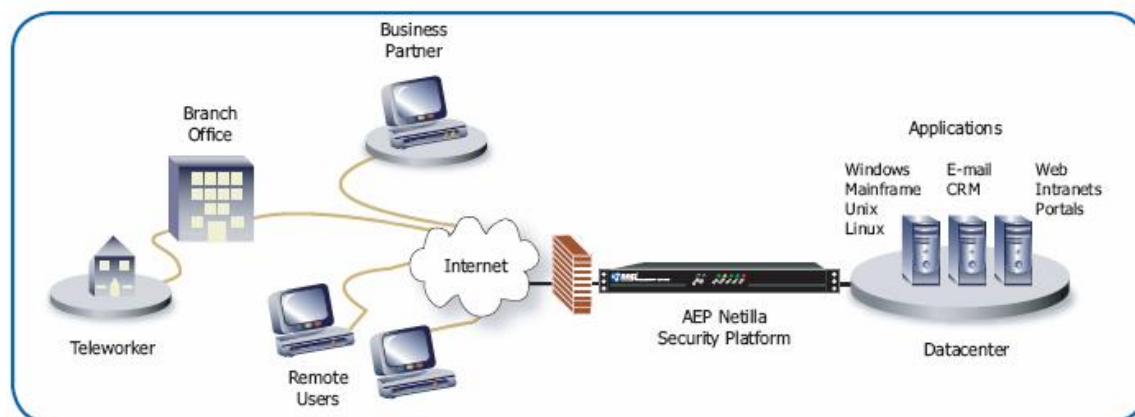 Business
Partner
Branch
Office
Applications
Windows
Mainframe
Unix
Linux
E-mail
CRM
Web
Intranets
Portals
Internet
AEP Netilla
Security Platform
Teleworker
Remote
Users
Datacenter